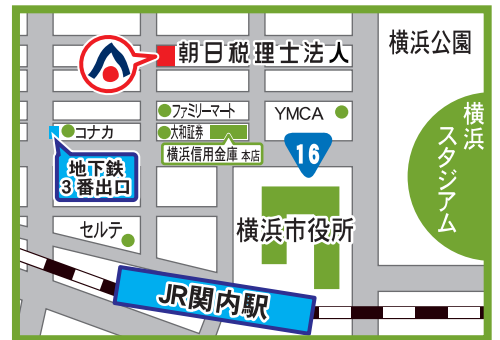 朝日税理士法人
横浜公園
ファミリーマート
YMCA
コナカ
大和証券
横浜信用金庫 本店
16
横浜
スタジアム
地下鉄
3番出口
セルテ
横浜市役所
JR関内駅